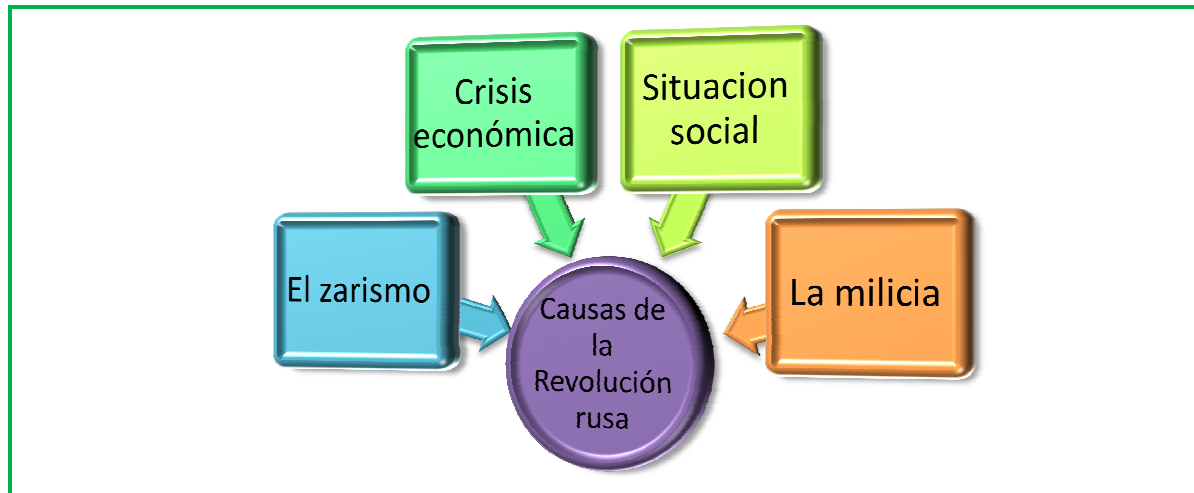 Crisis
económica
Situacion
social
El zarismo
La milicia
Causas de
la
Revolución
rusa